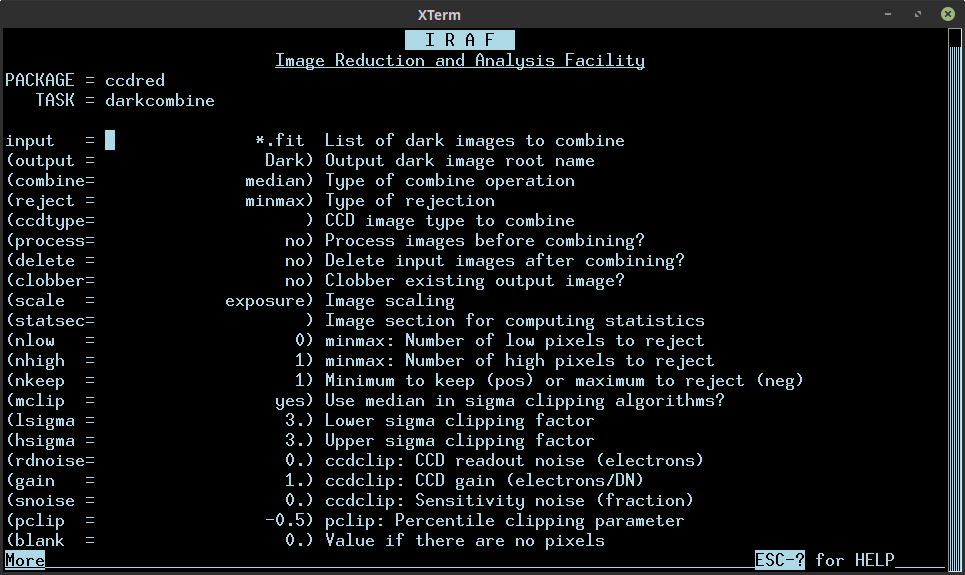 XTerm
I R A F
Image Reduction and Analysis Facility
PACKAGE = ccdred
TASK = darkcombine
input = *.fit List of dark images to combine
(output = Dark) Output dark image root name
(combine= median) Type of combine operation
(reject = minmax) Type of rejection
(ccdtype= ) CCD image type to combine
(process= no) Process images before combining?
(delete = no) Delete input images after combining?
(clobber= no) Clobber existing output image?
(scale = exposure) Image scaling
(statsec= ) Image section for computing statistics
(nlow = 0) minmax: Number of low pixels to reject
(nhigh = 1) minmax: Number of high pixels to reject
(nkeep = 1) Minimum to keep (pos) or maximum to reject (neg)
(mclip = yes) Use median in sigma clipping algorithms?
(lsigma = 3.) Lower sigma clipping factor
(hsigma = 3.) Upper sigma clipping factor
(rdnoise= 0.) ccdclip: CCD readout noise (electrons)
(gain = 1.) ccdclip: CCD gain (electrons/DN)
(snoise = 0.) ccdclip: Sensitivity noise (fraction)
(pclip = -0.5) pclip: Percentile clipping parameter
(blank = 0.) Value if there are no pixels
More ESC-? for HELP